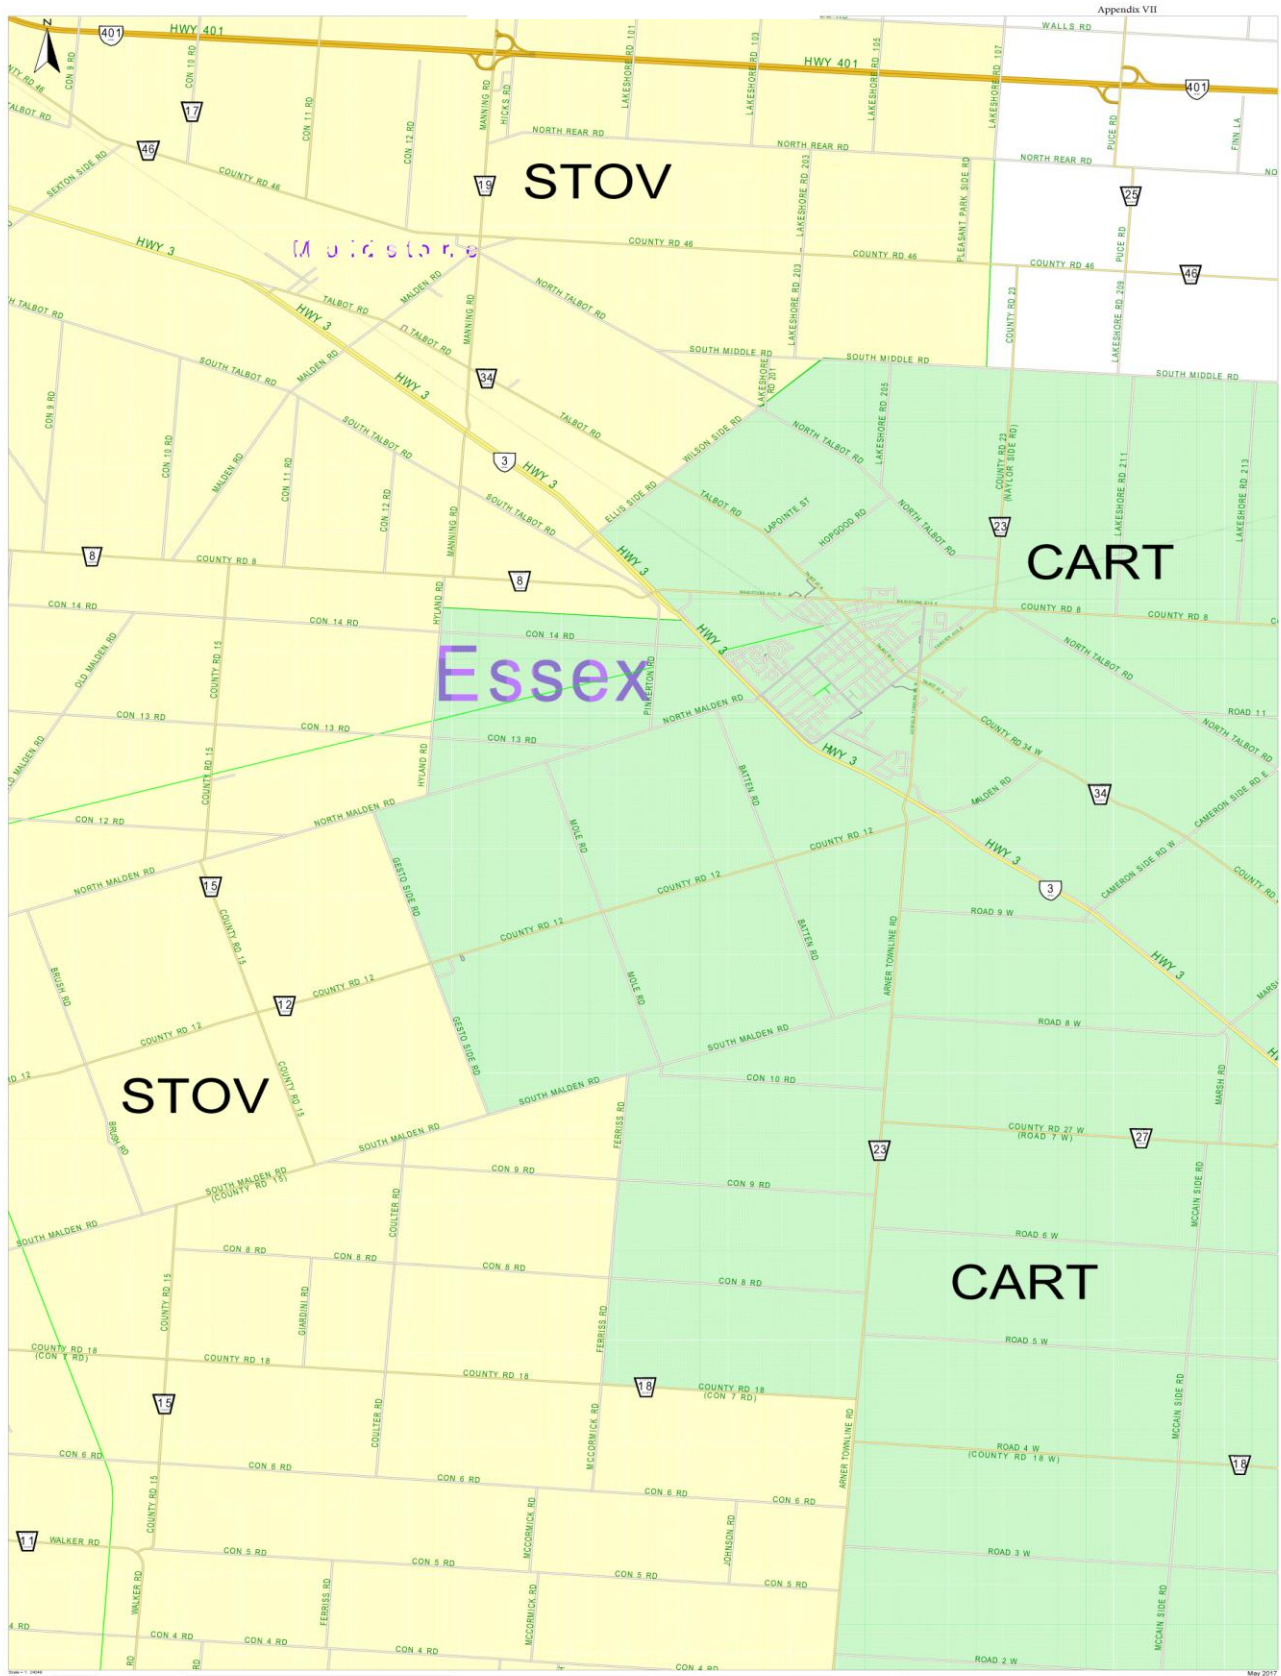 Appendix VII
N
WALLS RD
401
HWY 401
HWY 401
401
CON 9 RD
CON 10 RD
CON 11 RD
CON 12 RD
MANNING RD
HICKS RD
LAKESHORE RD 101
LAKESHORE RD 103
LAKESHORE RD 105
LAKESHORE RD 107
PUCE RD
FINN LA
NTY RD 46
TALBOT RD
17
46
SEXTON SIDE RD
COUNTY RD 46
NORTH REAR RD
NORTH REAR RD
NORTH REAR RD
NO
STOV
19
25
LAKESHORE RD 203
PLEASANT PARK SIDE RD
PUCE RD
HWY 3
COUNTY RD 46
COUNTY RD 46
COUNTY RD 46
46
MALDEN RD
TALBOT RD
TALBOT RD
NORTH TALBOT RD
MANNING RD
LAKESHORE RD 203
COUNTY RD 23
LAKESHORE RD 209
H TALBOT RD
HWY 3
SOUTH TALBOT RD
MALDEN RD
HWY 3
34
SOUTH MIDDLE RD
SOUTH MIDDLE RD
SOUTH MIDDLE RD
LAKESHORE RD 201
LAKESHORE RD 205
CON 9 RD
CON 10 RD
MALDEN RD
CON 11 RD
CON 12 RD
SOUTH TALBOT RD
TALBOT RD
WILSON SIDE RD
NORTH TALBOT RD
COUNTY RD 23
(NAYLOR SIDE RD)
LAKESHORE RD 211
LAKESHORE RD 213
3
HWY 3
SOUTH TALBOT RD
ELLIS SIDE RD
TALBOT RD
LAPOINTE ST
HOPGOOD RD
NORTH TALBOT RD
23
MANNING RD
CART
8
COUNTY RD 8
8
HWY 3
COUNTY RD 8
COUNTY RD 8
CON 14 RD
CON 14 RD
CON 14 RD
HYLAND RD
HWY 3
OLD MALDEN RD
COUNTY RD 15
Essex
PINKERTON RD
NORTH TALBOT RD
CON 13 RD
CON 13 RD
CON 13 RD
NORTH MALDEN RD
ROAD 11
NORTH TALBOT RD
COUNTY RD 34 W
OLD MALDEN RD
COUNTY RD 15
HYLAND RD
HWY 3
BATTEN RD
MALDEN RD
34
CAMERON SIDE RD E
CON 12 RD
NORTH MALDEN RD
MOLE RD
COUNTY RD 12
HWY 3
CAMERON SIDE RD W
COUNTY RD
NORTH MALDEN RD
15
GESTO SIDE RD
COUNTY RD 12
3
ROAD 9 W
COUNTY RD 15
COUNTY RD 12
BATTEN RD
ARNER TOWNLINE RD
HWY 3
BRUSH RD
COUNTY RD 12
12
MOLE RD
MARSH
COUNTY RD 12
GESTO SIDE RD
SOUTH MALDEN RD
ROAD 8 W
RD 12
STOV
COUNTY RD 15
SOUTH MALDEN RD
CON 10 RD
MARSH RD
BRUSH RD
SOUTH MALDEN RD
FERRISS RD
23
COUNTY RD 27 W
(ROAD 7 W)
27
SOUTH MALDEN RD
(COUNTY RD 15)
CON 9 RD
CON 9 RD
MCCAIN SIDE RD
SOUTH MALDEN RD
COULTER RD
ROAD 6 W
CON 8 RD
CON 8 RD
CON 8 RD
CON 8 RD
CART
COUNTY RD 15
GIARDINI RD
FERRISS RD
COUNTY RD 18
(CON 7 RD)
COUNTY RD 18
COUNTY RD 18
18
COUNTY RD 18
(CON 7 RD)
ROAD 5 W
15
COULTER RD
MCCORMICK RD
ARNER TOWNLINE RD
MCCAIN SIDE RD
CON 6 RD
CON 6 RD
CON 6 RD
CON 6 RD
ROAD 4 W
(COUNTY RD 18 W)
18
11
WALKER RD
COUNTY RD 15
MCCORMICK RD
JOHNSON RD
CON 5 RD
CON 5 RD
CON 5 RD
CON 5 RD
ROAD 3 W
WALKER RD
FERRISS RD
MCCORMICK RD
MCCAIN SIDE RD
4 RD
CON 4 RD
CON 4 RD
CON 4 RD
CON 4 RD
ROAD 2 W
RD
RD
May 2017